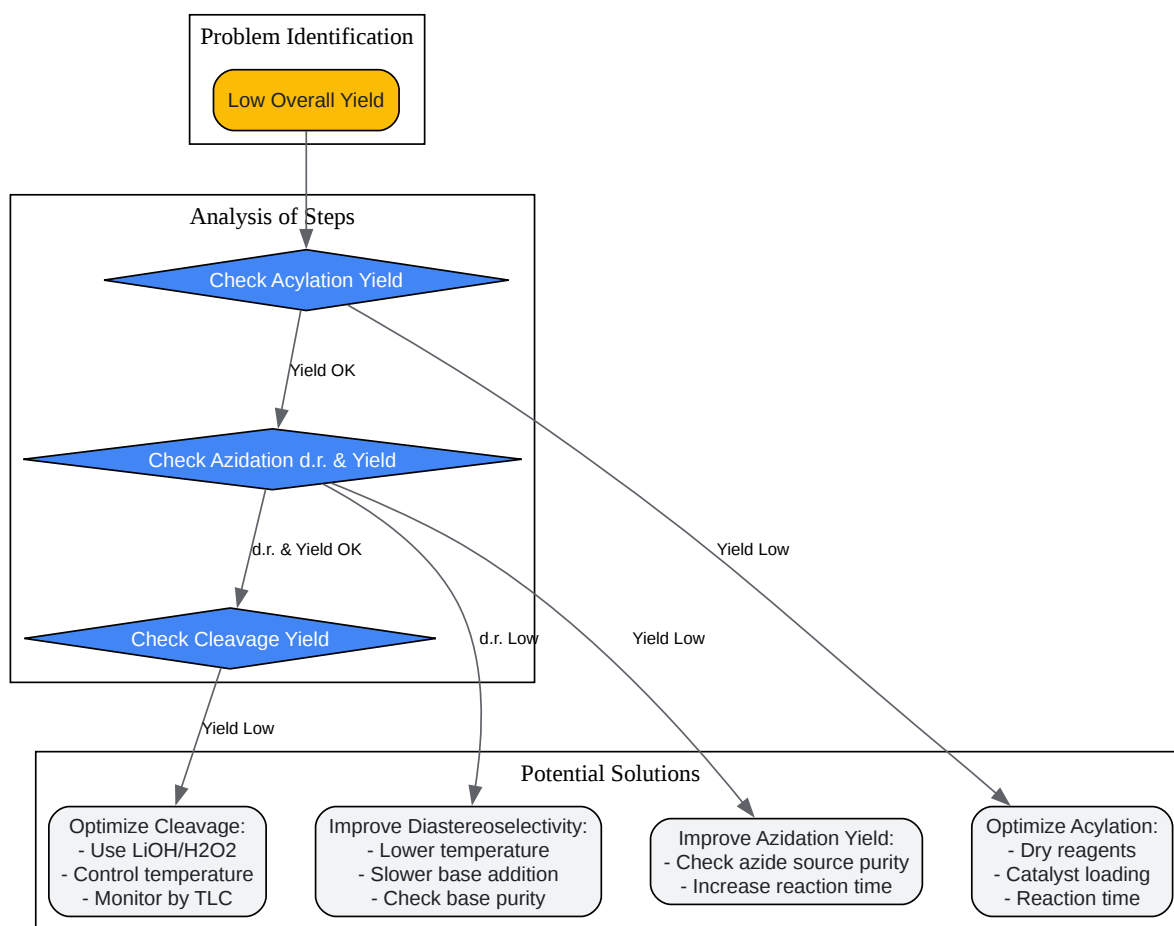 Problem Identification
Low Overall Yield
Analysis of Steps
Check Acylation Yield
Yield OK
Check Azidation d.r. & Yield
d.r. & Yield OK
Yield Low
Check Cleavage Yield
d.r. Low
Yield Low
Yield Low
Potential Solutions
Optimize Cleavage:
- Use LiOH/H2O2
- Control temperature
- Monitor by TLC
Improve Diastereoselectivity:
- Lower temperature
- Slower base addition
- Check base purity
Improve Azidation Yield:
- Check azide source purity
- Increase reaction time
Optimize Acylation:
- Dry reagents
- Catalyst loading
- Reaction time